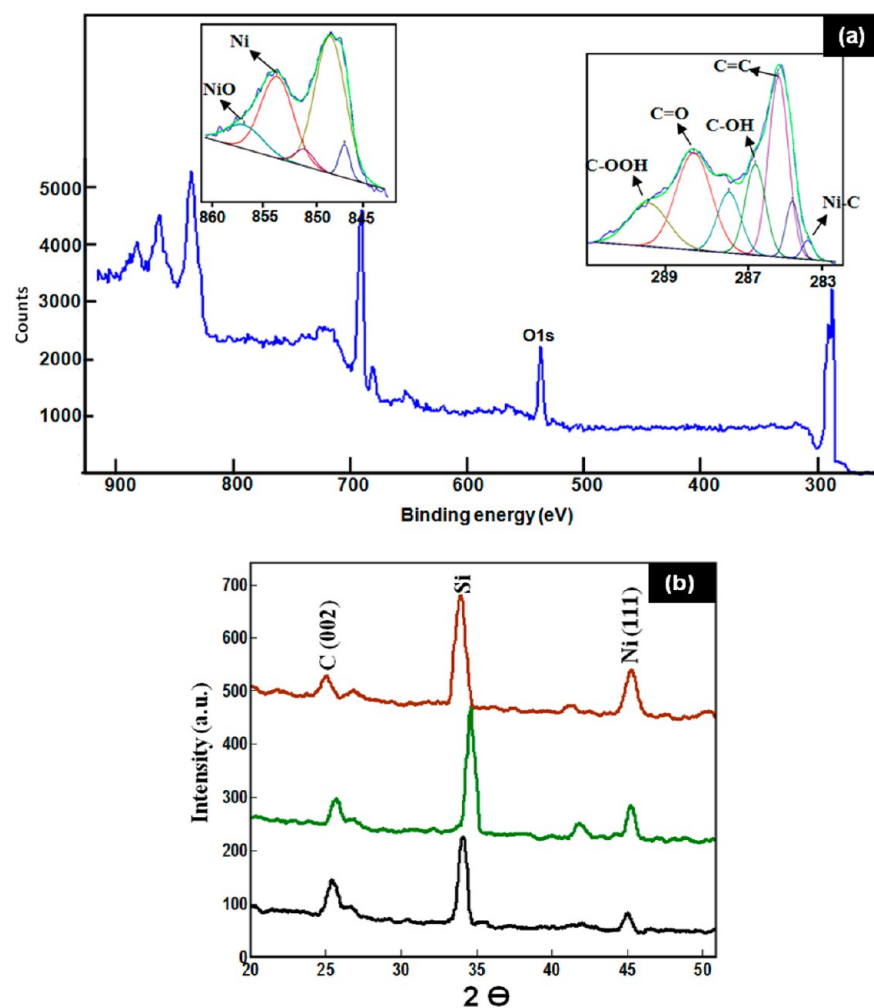 (a)
Ni
NiO
860 855 850 845
C=C
C=O
C-OH
C-OOH
Ni-C
289 287 283
5000
4000
3000
2000
1000
Counts
O1s
900 800 700 600 500 400 300
Binding energy (eV)
(b)
700
600
500
400
300
200
100
0
Intensity (a.u.)
C (002)
Si
Ni (111)
20 25 30 35 40 45 50
2 Θ